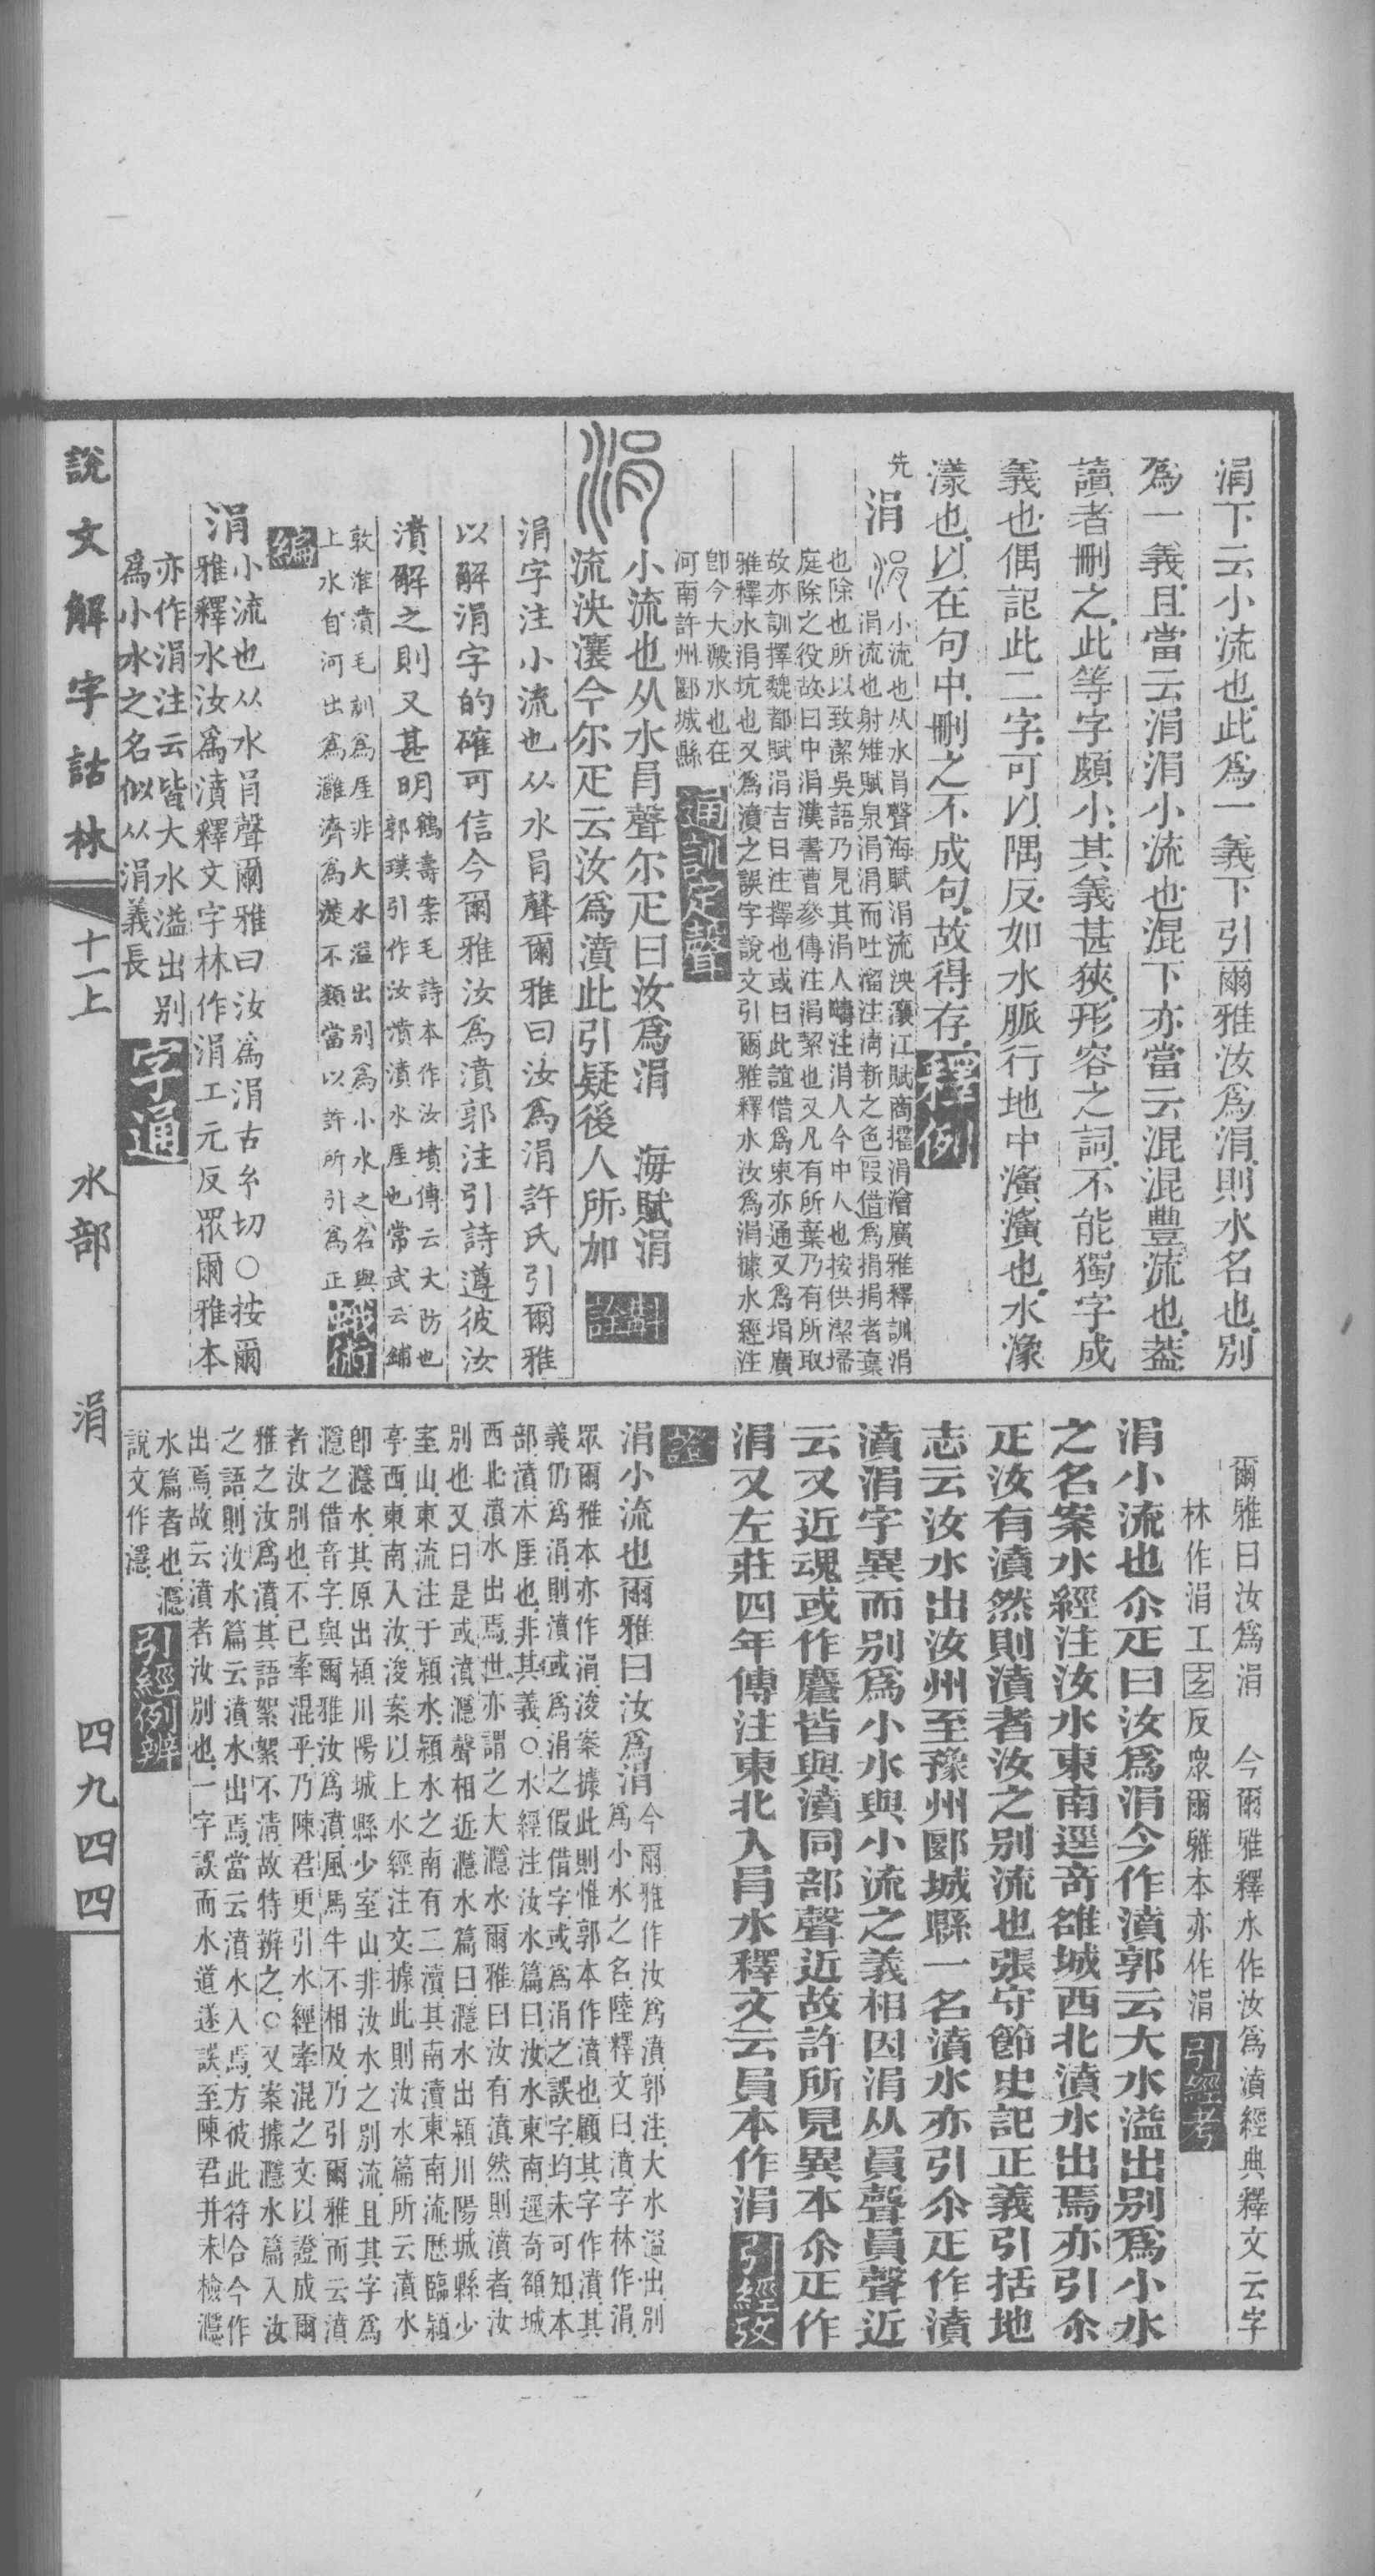 涓下云小流也此爲一義下引爾雅汝爲涓則水名也別
爲一義且當云涓涓小流也混下亦當云混混豐流也葢
讀者刪之此等字頗小其義甚狹形容之詞不能獨字成
義也偶記此二字可以隅反如水脈行地中濥濥也水潒
漾也以在句中刪之不成句故得存釋例
先涓
小流也从水肙聲海賦涓流泱瀼江賦商攉涓澮廣雅釋訓涓
涓流也射雉賦泉涓涓而吐溜注淸新之色叚借爲捐捐者棄
也除也所以致潔吳語乃見其涓人疇注涓人今中人也按供潔埽
庭除之役故曰中涓漢書曹參傳注涓絜也又凡有所棄乃有所取
故亦訓擇魏都賦涓吉日注擇也或曰此誼借爲柬亦通又爲埍廣
雅釋水涓坑也又爲濆之誤字說文引爾雅釋水汝爲涓據水經注
卽今大㶏水也在
河南許州郾城縣
通訓定聲
涓
小流也从水肙聲尔疋曰汝爲涓 海賦涓
流泱瀼今尔疋云汝爲濆此引疑後人所加
斠詮
涓字注小流也从水肙聲爾雅曰汝爲涓許氏引爾雅
以解涓字的確可信今爾雅汝爲濆郭注引詩遵彼汝
濆解之則又甚明
鶴壽案毛詩本作汝墳傳云大防也
郭璞引作汝濆濆水厓也常武云鋪
敦淮濆毛訓爲厓非大水溢出別爲小水之名與
上水自河出爲灉濟爲濋不類當以許所引爲正
蛾術
編
涓
小流也从水肙聲爾雅曰汝爲涓古糸切○按爾
雅釋水汝爲濆釋文字林作涓工元反眾爾雅本
亦作涓注云皆大水溢出別
爲小水之名似从涓義長
字通
爾雅曰汝爲涓 今爾雅釋水作汝爲濆經典釋文云字
林作涓工玄反眾爾雅本亦作涓引經考
涓小流也尒疋曰汝爲涓今作濆郭云大水溢出別爲小水
之名案水經注汝水東南逕奇雒城西北濆水出焉亦引尒
疋汝有濆然則濆者汝之別流也張守節史記正義引括地
志云汝水出汝州至豫州郾城縣一名濆水亦引尒疋作濆
濆涓字異而別爲小水與小流之義相因涓从員聲員聲近
云又近魂或作麿皆與濆同部聲近故許所見異本尒疋作
涓又左莊四年傳注東北入肙水釋文云員本作涓引經攷
證
涓小流也爾雅曰汝爲涓
今爾雅作汝爲濆郭注大水溢出別
爲小水之名陸釋文曰濆字林作涓
眾爾雅本亦作涓浚案據此則惟郭本作濆也顧其字作濆其
義仍爲涓則濆或爲涓之假借字或爲涓之誤字均未可知本
部濆水厓也非其義○水經注汝水篇曰汝水東南逕奇頟城
西北濆水出焉世亦謂之大㶏水爾雅曰汝有濆然則濆者汝
別也又曰是或濆㶏聲相近㶏水篇曰㶏水出潁川陽城縣少
室山東流注于潁水潁水之南有二濆其南濆東南流歷臨潁
亭西東南入汝浚案以上水經注文據此則汝水篇所云濆水
卽㶏水其原出潁川陽城縣少室山非汝水之別流且其字爲
㶏之借音字與爾雅汝爲濆風馬牛不相及乃引爾雅而云濆
者汝別也不已牽混乎乃陳君更引水經牽混之文以證成爾
雅之汝爲濆其語絮絮不清故特辨之○又案據㶏水篇入汝
之語則汝水篇云濆水出焉當云濆水入焉方彼此符合今作
出焉故云濆者汝別也一字誤而水道遂誤至陳君并未檢㶏
水篇者也㶏
說文作濦
引經例辨
說文解字詁林
十一上
水部
涓
四九四四